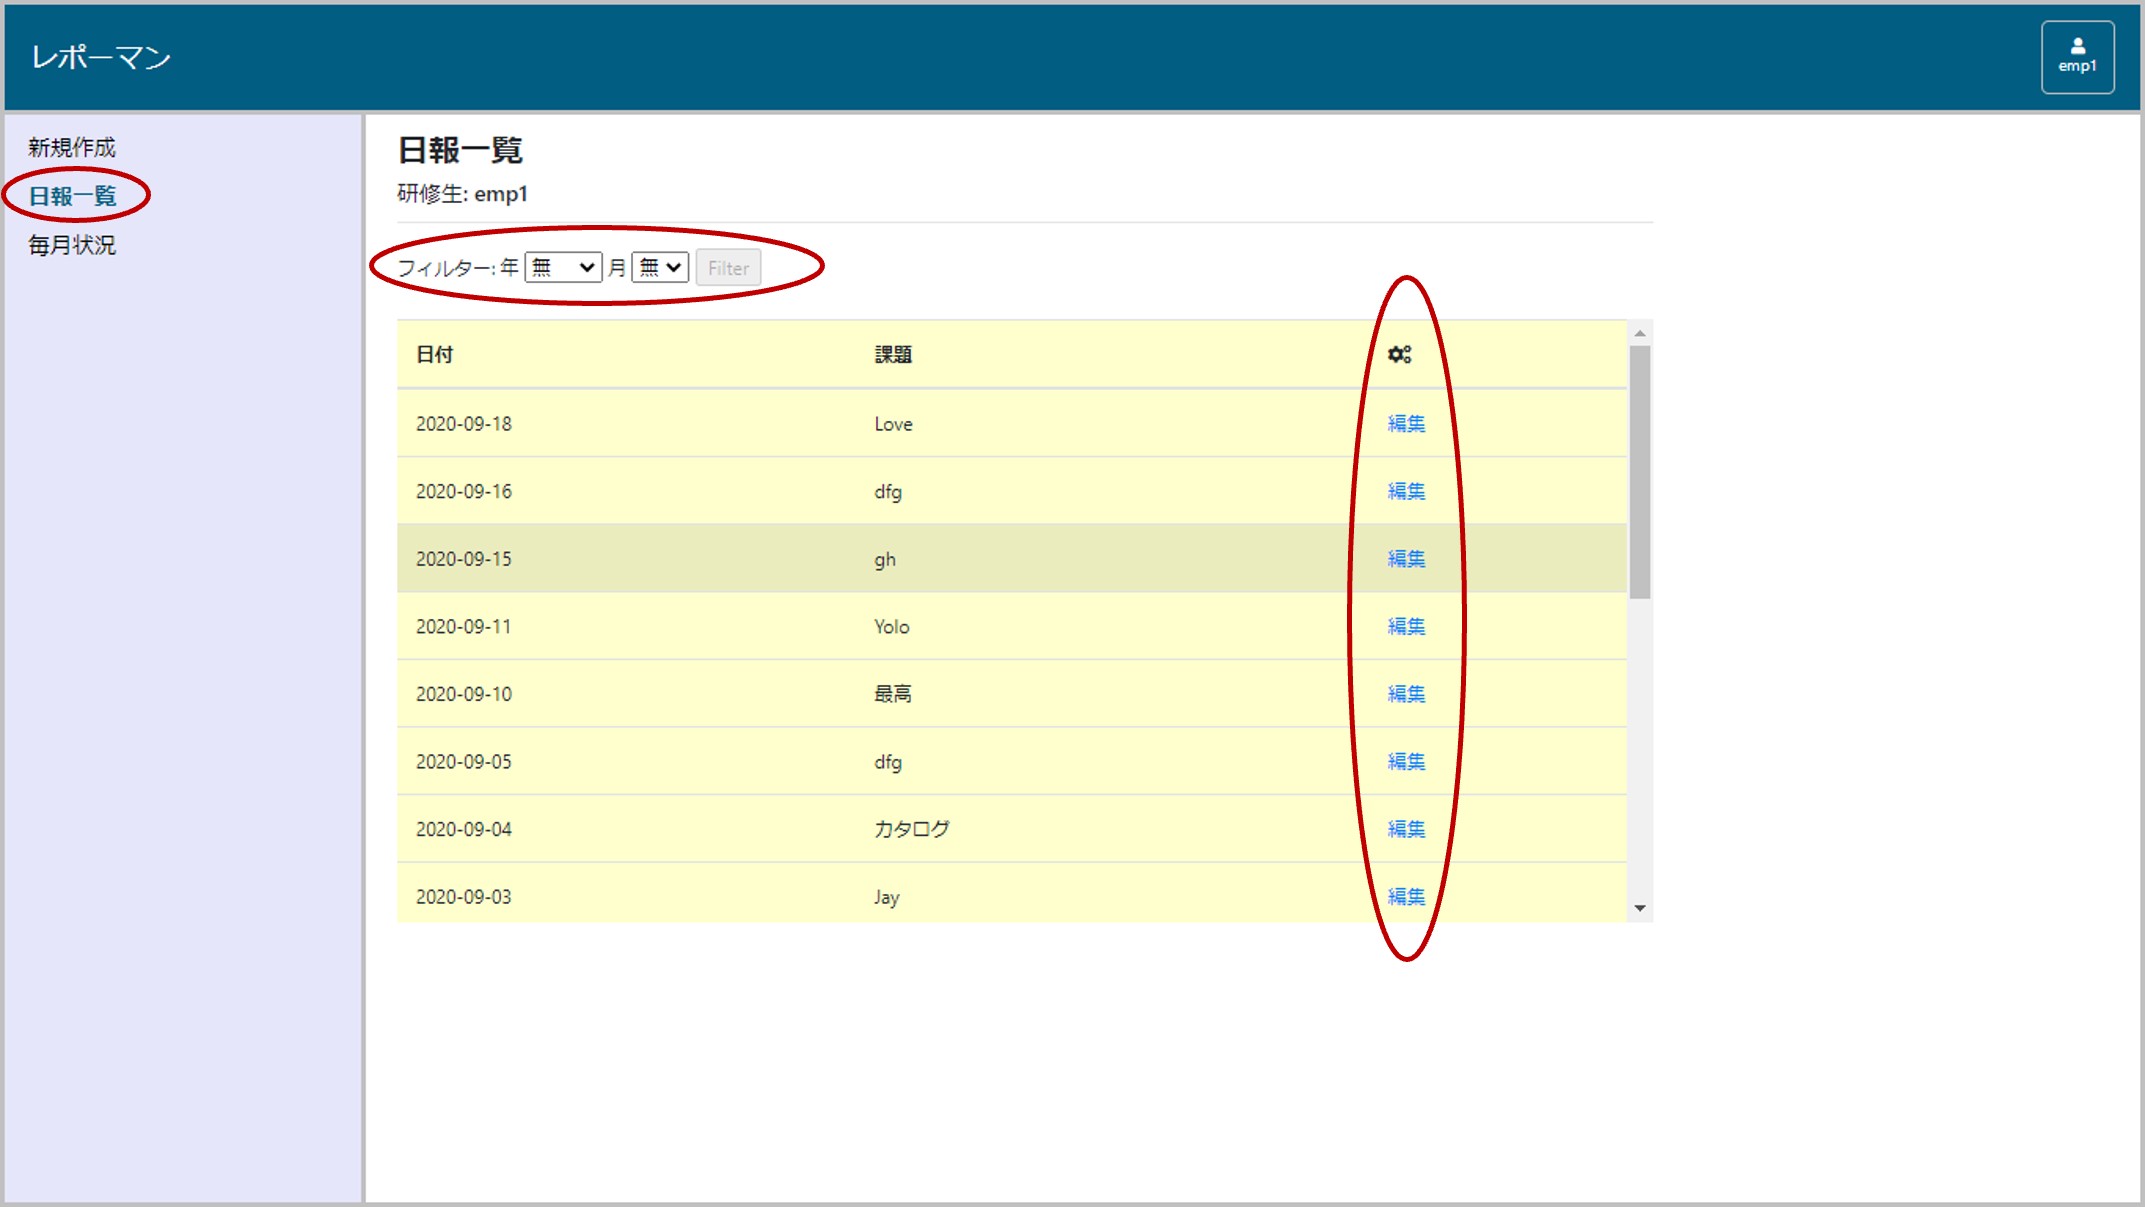 レポーマン
emp1
新規作成
日報一覧
毎月状況
日報一覧
研修生: emp1
フィルター: 年 無 月 無 Filter
日付 課題
2020-09-18 Love 編集
2020-09-16 dfg 編集
2020-09-15 gh 編集
2020-09-11 Yolo 編集
2020-09-10 最高 編集
2020-09-05 dfg 編集
2020-09-04 カタログ 編集
2020-09-03 Jay 編集